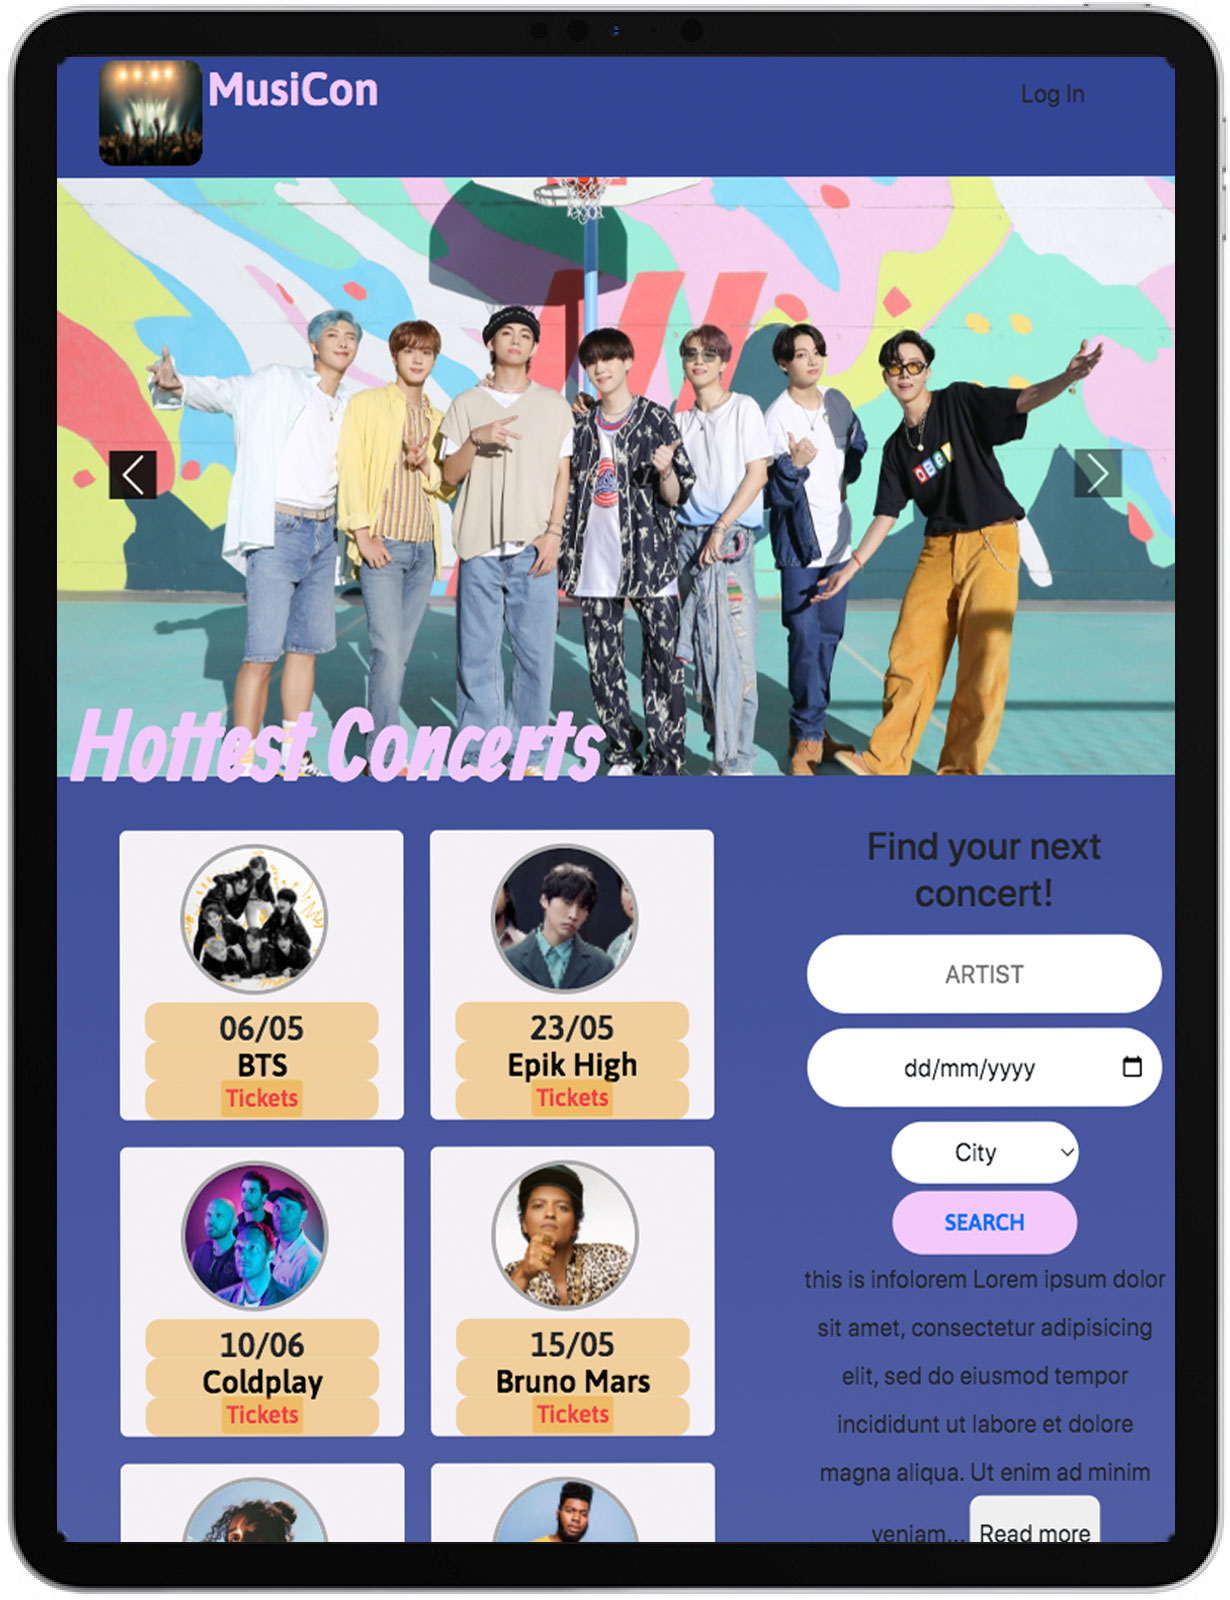 MusiCon
Log In
Hottest Concerts
06/05
BTS
Tickets
23/05
Epik High
Tickets
10/06
Coldplay
Tickets
15/05
Bruno Mars
Tickets
Find your next
concert!
ARTIST
dd/mm/yyyy
City
SEARCH
this is infolorem Lorem ipsum dolor
sit amet, consectetur adipisicing
elit, sed do eiusmod tempor
incididunt ut labore et dolore
magna aliqua. Ut enim ad minim
veniam... Read more